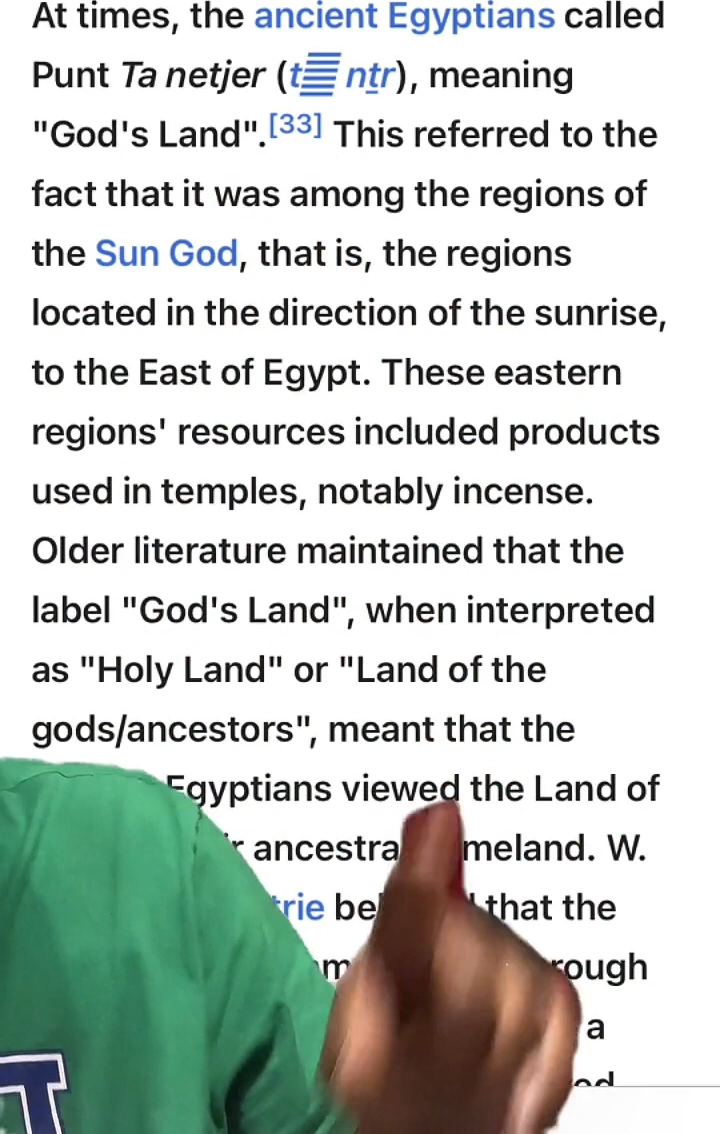 At times, the ancient Egyptians called
Punt Ta netjer (tꜣ nṯr), meaning
"God's Land".[33] This referred to the
fact that it was among the regions of
the Sun God, that is, the regions
located in the direction of the sunrise,
to the East of Egypt. These eastern
regions' resources included products
used in temples, notably incense.
Older literature maintained that the
label "God's Land", when interpreted
as "Holy Land" or "Land of the
gods/ancestors", meant that the
Egyptians viewed the Land of
W.
that the
a